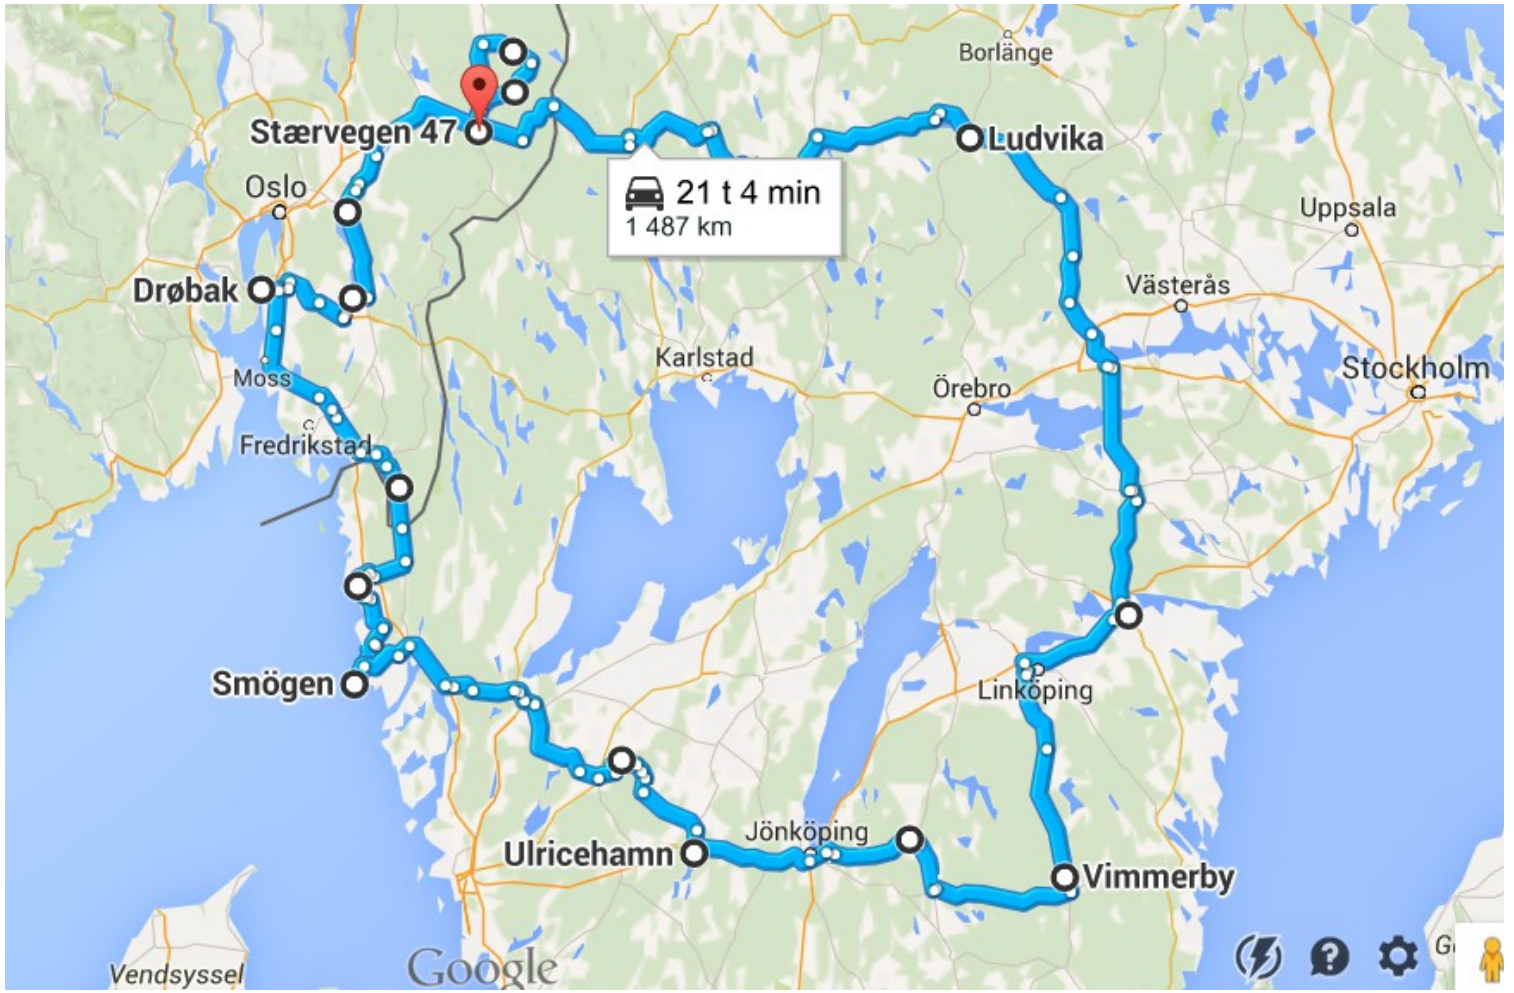 Borlänge
Stærvegen 47
Ludvika
Oslo
21 t 4 min
1 487 km
Uppsala
Drøbak
Västerås
Karlstad
Moss
Örebro
Stockholm
Fredrikstad
Smögen
Linköping
Jönköping
Ulricehamn
Vimmerby
Vendsyssel
Google
G